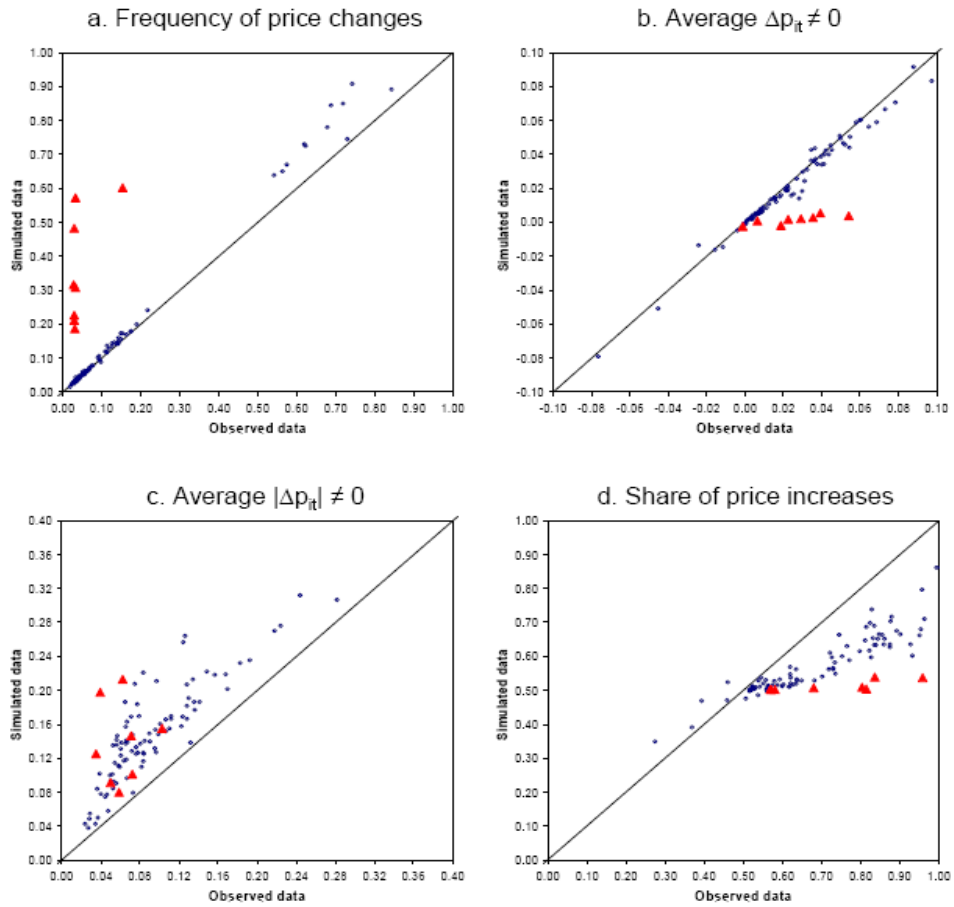 a. Frequency of price changes
1.00
0.90
0.80
0.70
0.60
0.50
0.40
0.30
0.20
0.10
0.00
Simulated data
0.00 0.10 0.20 0.30 0.40 0.50 0.60 0.70 0.80 0.90 1.00
Observed data
b. Average Δp_it ≠ 0
0.10
0.08
0.06
0.04
0.02
0.00
-0.02
-0.04
-0.06
-0.08
-0.10
Simulated data
-0.10 -0.08 -0.06 -0.04 -0.02 0.00 0.02 0.04 0.06 0.08 0.10
Observed data
c. Average |Δp_it| ≠ 0
0.40
0.36
0.32
0.28
0.24
0.20
0.16
0.12
0.08
0.04
0.00
Simulated data
0.00 0.04 0.08 0.12 0.16 0.20 0.24 0.28 0.32 0.36 0.40
Observed data
d. Share of price increases
1.00
0.90
0.80
0.70
0.60
0.50
0.40
0.30
0.20
0.10
0.00
Simulated data
0.00 0.10 0.20 0.30 0.40 0.50 0.60 0.70 0.80 0.90 1.00
Observed data